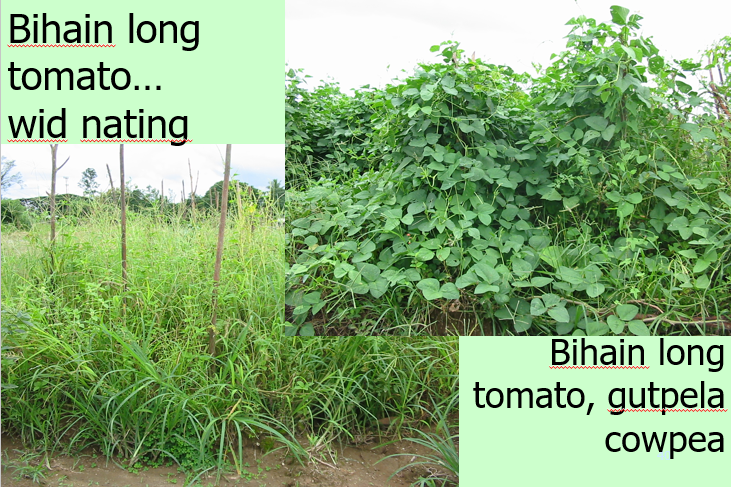 Bihain long
tomato...
wid nating
Bihain long
tomato, gutpela
cowpea